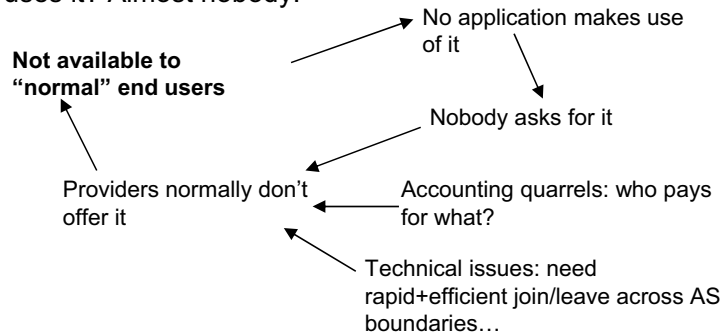 uses it? Almost nobody.
No application makes use
of it
Not available to
“normal” end users
Nobody asks for it
Providers normally don’t
offer it
Accounting quarrels: who pays
for what?
Technical issues: need
rapid+efficient join/leave across AS
boundaries…